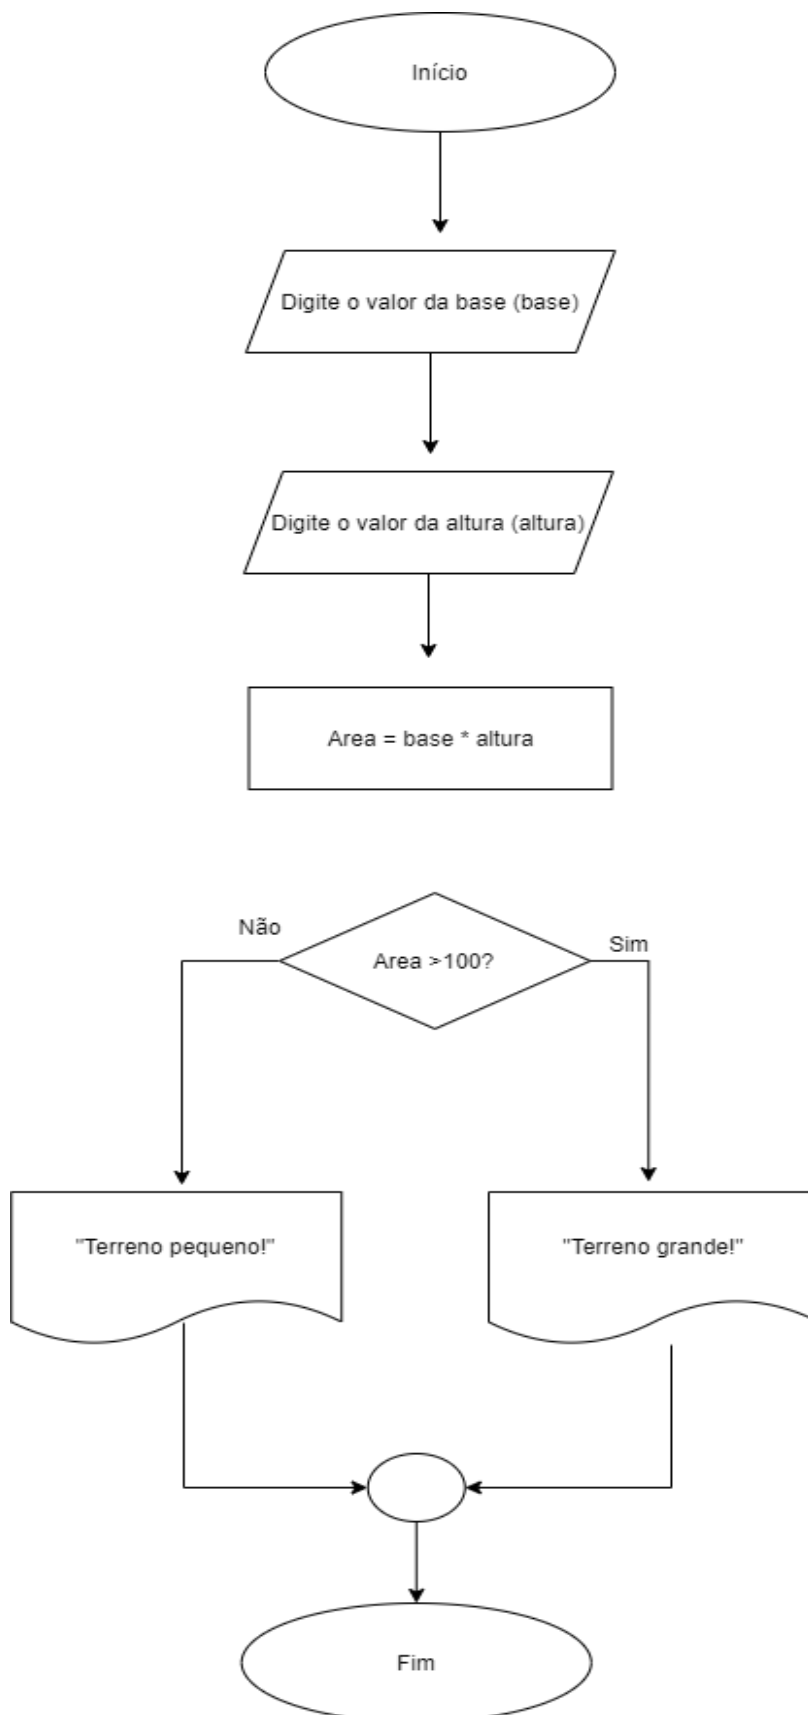 Início
Digite o valor da base (base)
Digite o valor da altura (altura)
Area = base * altura
Não
Sim
Area >100?
"Terreno pequeno!"
"Terreno grande!"
Fim